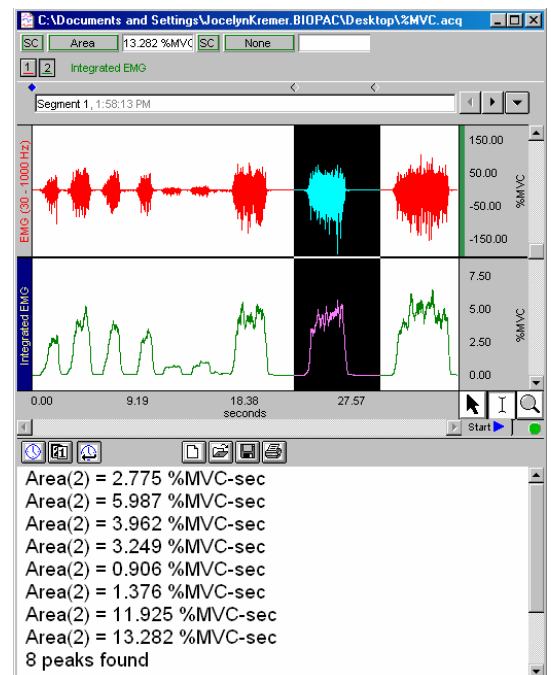 C:\Documents and Settings\JocelynKremer.BIOPAC\Desktop\%MVC.acq
SC Area 13.282 %MVC SC None
1 2 Integrated EMG
Segment 1, 1:58:13 PM
EMG (30 - 1000 Hz)
150.00
50.00
-50.00
-150.00
%MVC
Integrated EMG
7.50
5.00
2.50
0.00
%MVC
0.00 9.19 18.38 27.57
seconds
Start
Area(2) = 2.775 %MVC-sec
Area(2) = 5.987 %MVC-sec
Area(2) = 3.962 %MVC-sec
Area(2) = 3.249 %MVC-sec
Area(2) = 0.906 %MVC-sec
Area(2) = 1.376 %MVC-sec
Area(2) = 11.925 %MVC-sec
Area(2) = 13.282 %MVC-sec
8 peaks found